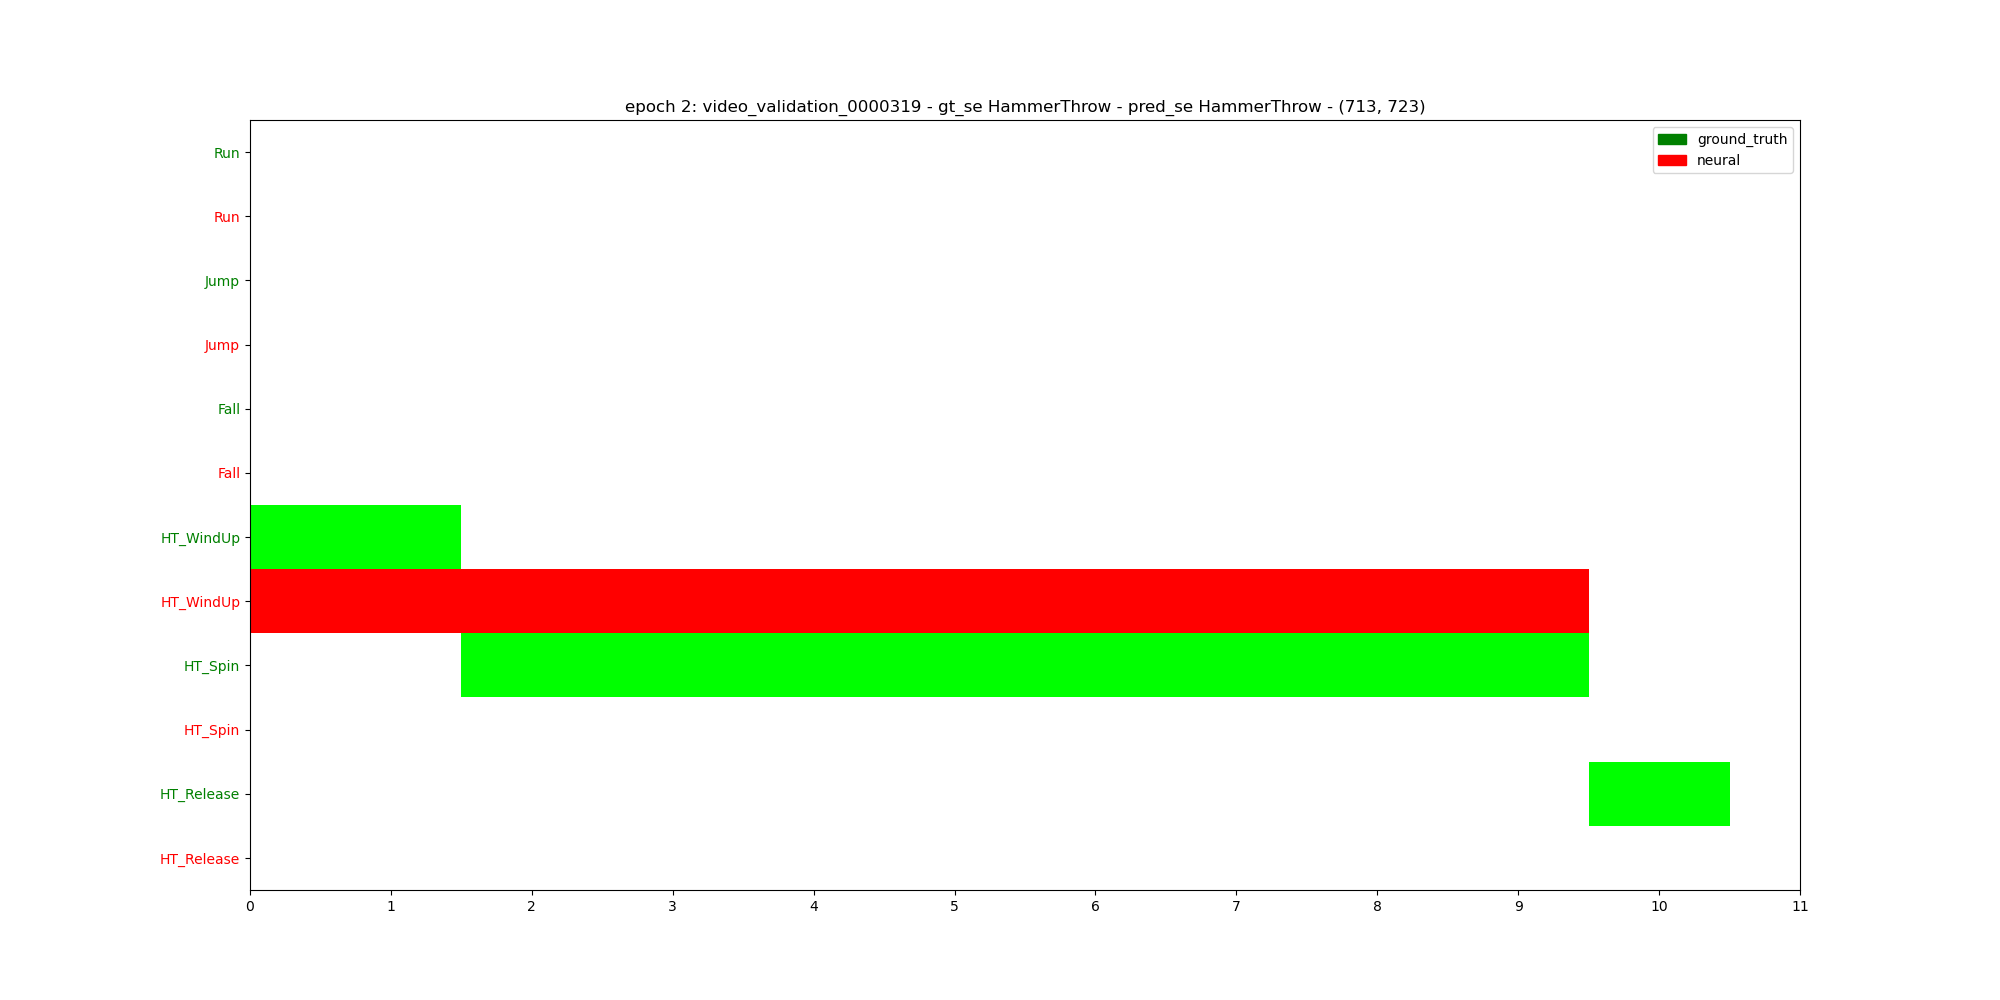 epoch 2: video_validation_0000319 - gt_se HammerThrow - pred_se HammerThrow - (713, 723)
ground_truth
neural
Run
Run
Jump
Jump
Fall
Fall
HT_WindUp
HT_WindUp
HT_Spin
HT_Spin
HT_Release
HT_Release
0 1 2 3 4 5 6 7 8 9 10 11